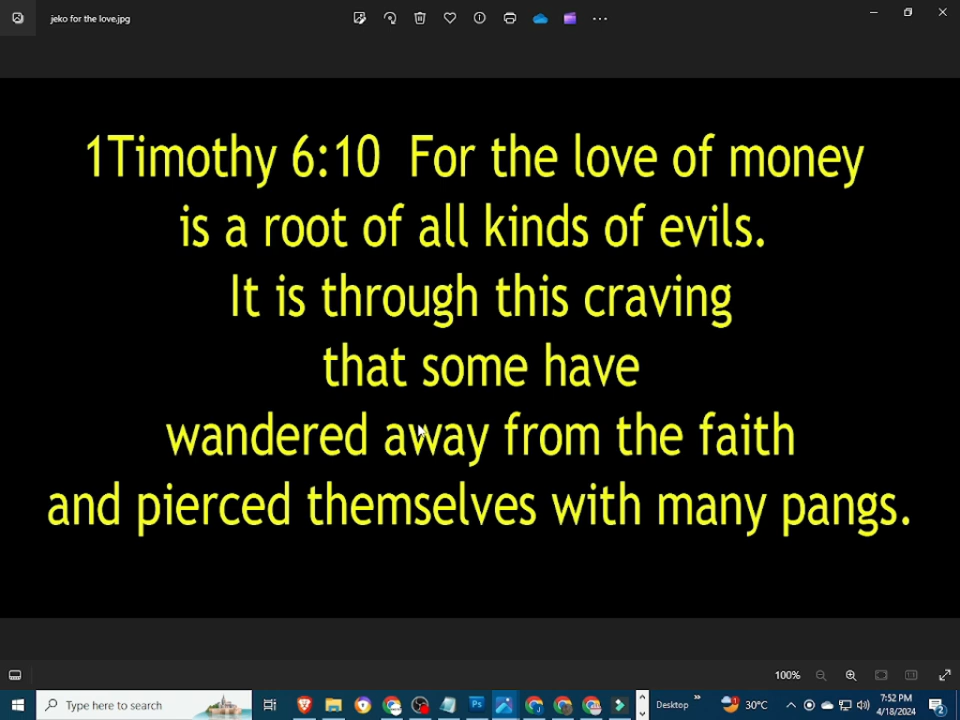 jeko for the love.jpg
1Timothy 6:10 For the love of money
is a root of all kinds of evils.
It is through this craving
that some have
wandered away from the faith
and pierced themselves with many pangs.
100%
Type here to search
Ps
Desktop
30°C
7:52 PM
4/18/2024
2